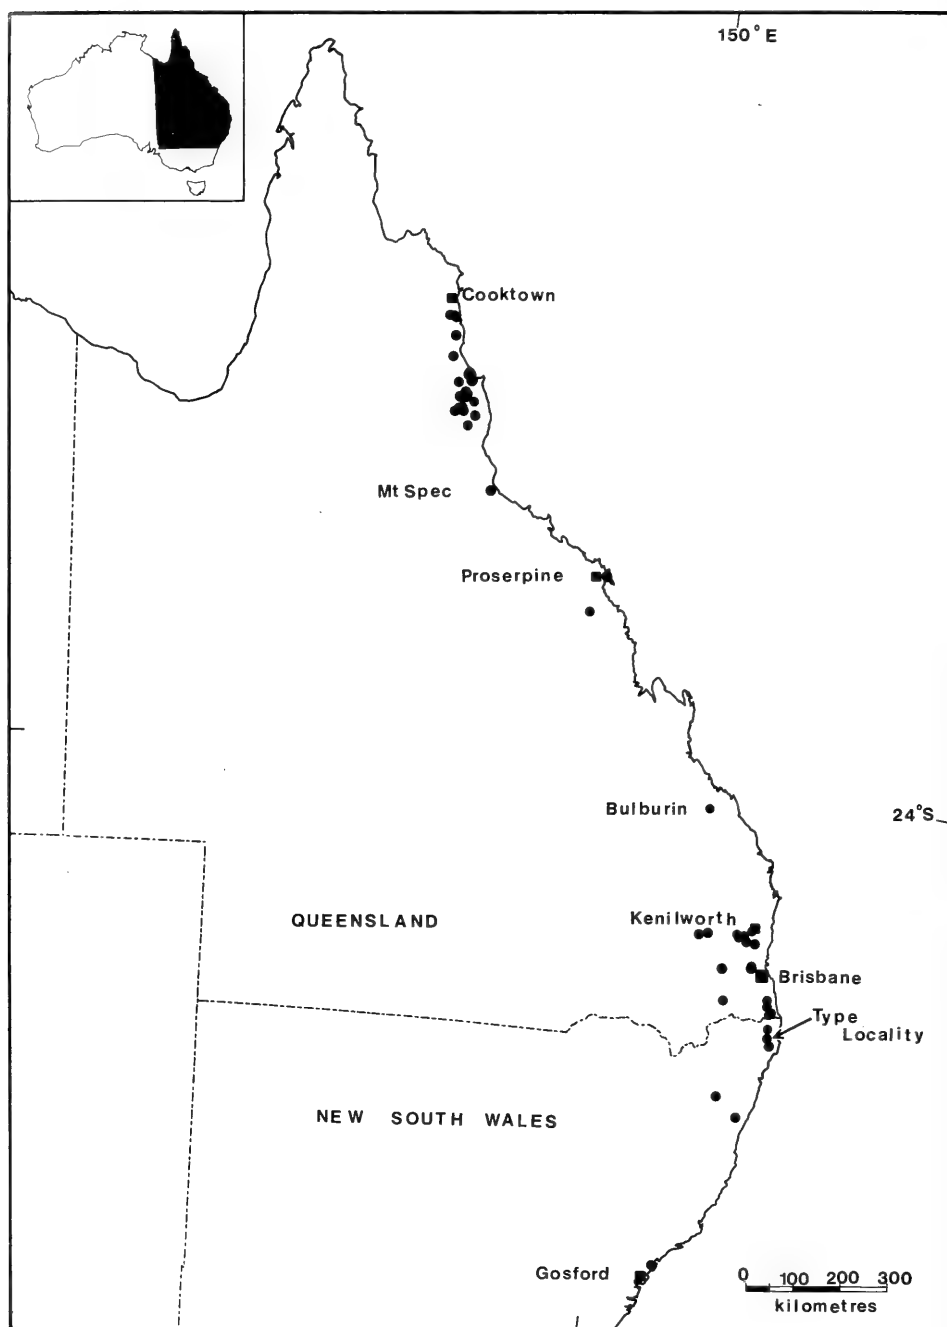 150° E
Cooktown
Mt Spec
Proserpine
Bulburin
24°S
QUEENSLAND
Kenilworth
Brisbane
Type
Locality
NEW SOUTH WALES
Gosford
0 100 200 300
kilometres